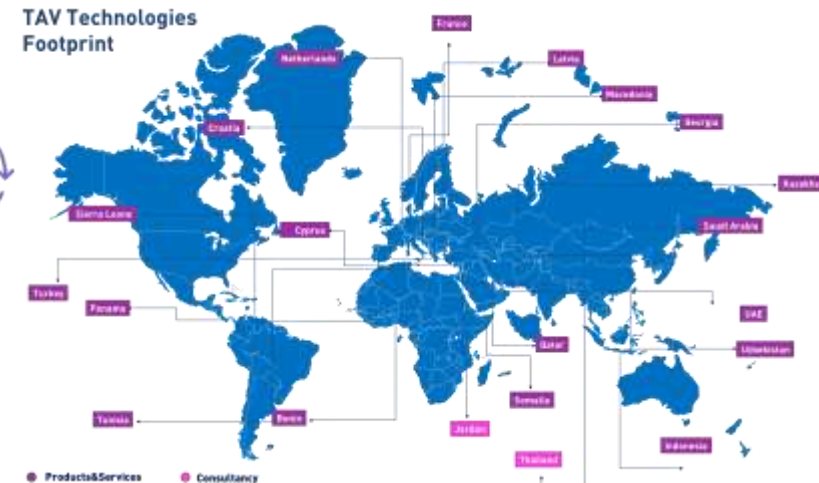 TAV Technologies
Footprint
France
Netherlands
Latvia
Macedonia
Croatia
Georgia
Kazakhs
Sierra Leone
Saudi Arabia
Cyprus
Turkey
Panama
UAE
Qatar
Uzbekistan
Somalia
Tunisia
Benin
Jordan
Indonesia
Thailand
Products&Services
Consultancy